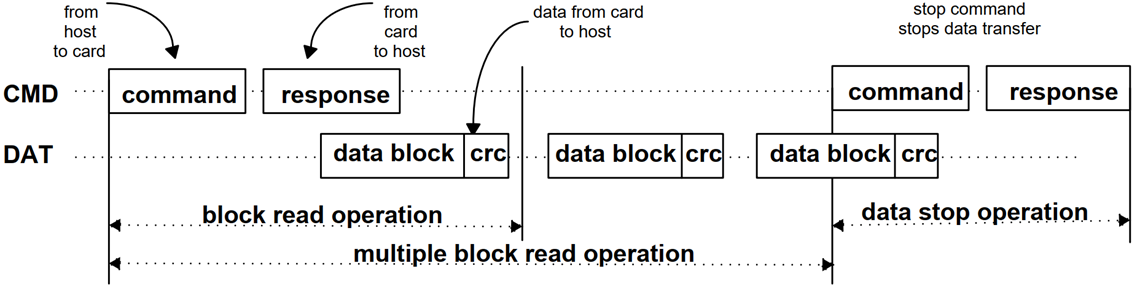 from
host
to card
from
card
to host
data from card
to host
stop command
stops data transfer
CMD
command
response
command
response
DAT
data block
crc
data block
crc
data block
crc
block read operation
data stop operation
multiple block read operation